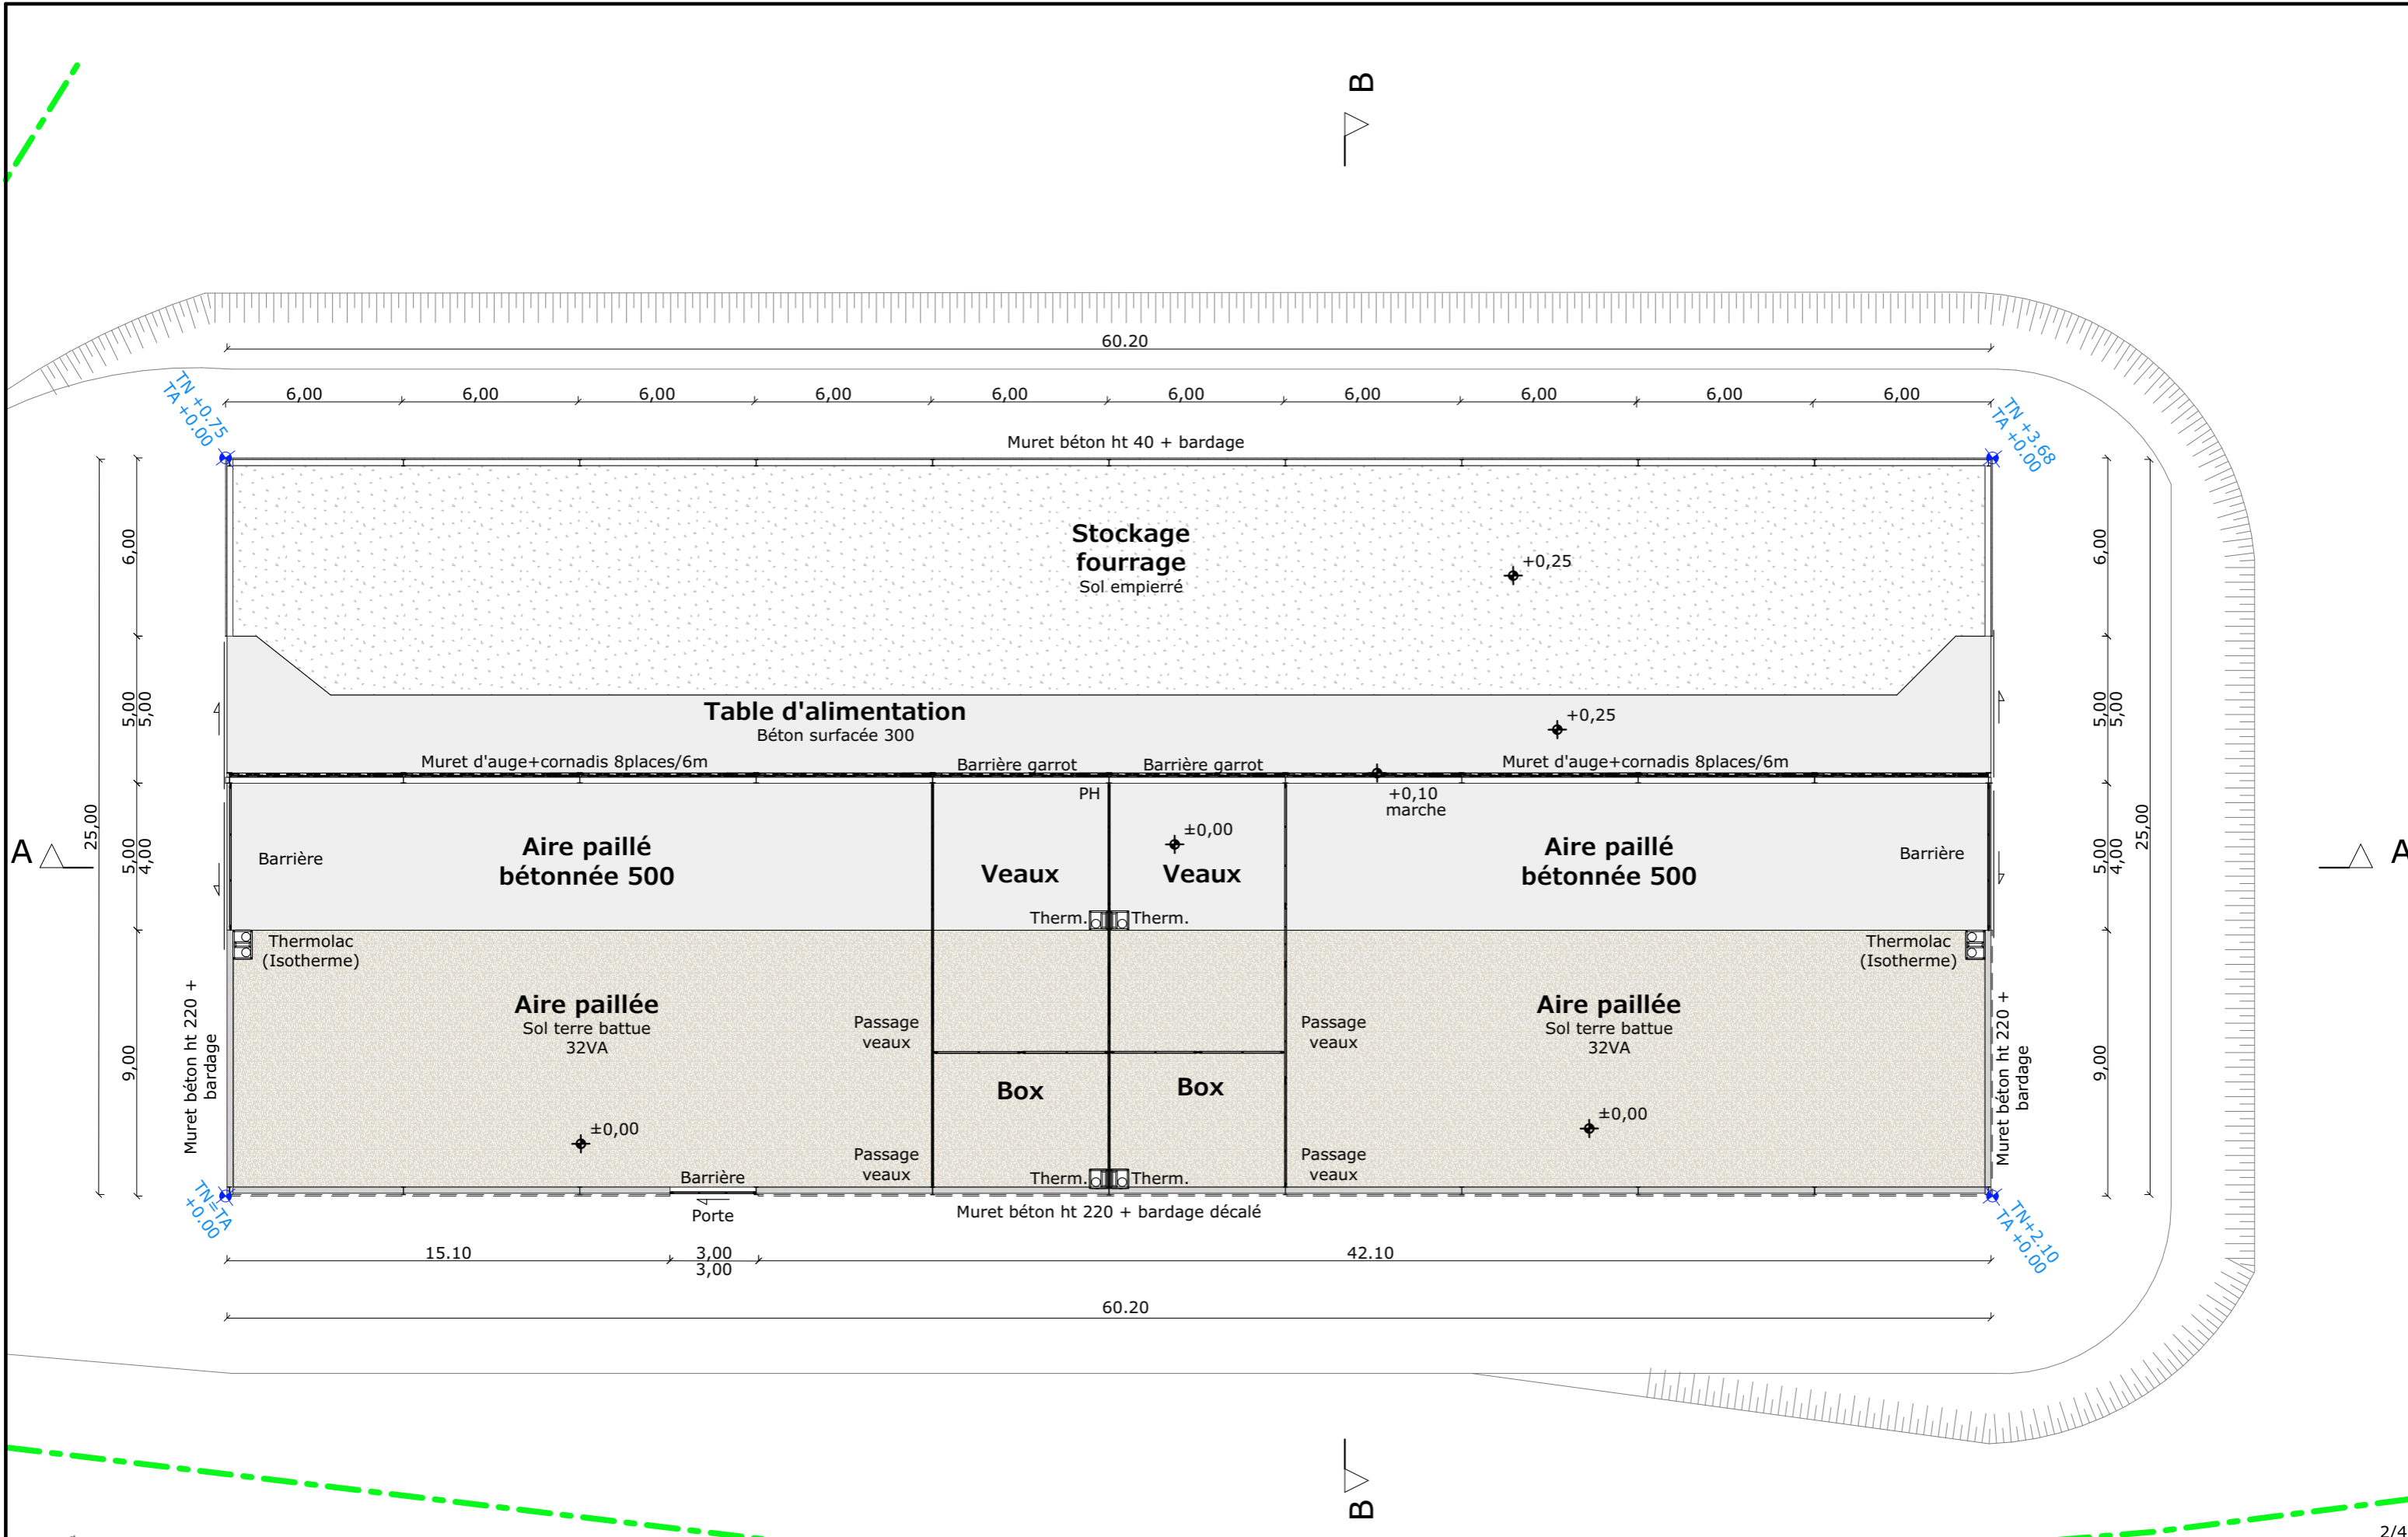 B
60.20
6,00 6,00 6,00 6,00 6,00 6,00 6,00 6,00 6,00 6,00
TN +0.75
TA +0.00
TN +3.68
TA +0.00
Muret béton ht 40 + bardage
Stockage
fourrage
Sol empierré
+0,25
6,00
6,00
5,00
5,00
5,00
5,00
Table d'alimentation
Béton surfacée 300
+0,25
Muret d'auge+cornadis 8places/6m
Barrière garrot
Barrière garrot
Muret d'auge+cornadis 8places/6m
25,00
25,00
PH
+0,10
marche
A
A
5,00
4,00
5,00
4,00
Barrière
Aire paillé
bétonnée 500
Veaux
±0,00
Veaux
Aire paillé
bétonnée 500
Barrière
Therm.
Therm.
Thermolac
(Isotherme)
Thermolac
(Isotherme)
Muret béton ht 220 +
bardage
Muret béton ht 220 +
bardage
9,00
9,00
Aire paillée
Sol terre battue
32VA
Passage
veaux
Passage
veaux
Aire paillée
Sol terre battue
32VA
Box
Box
±0,00
±0,00
Passage
veaux
Passage
veaux
Barrière
Therm.
Therm.
TN=TA
+0.00
TN+2.10
TA +0.00
Porte
Muret béton ht 220 + bardage décalé
15.10
3,00
3,00
42.10
60.20
B
2/4